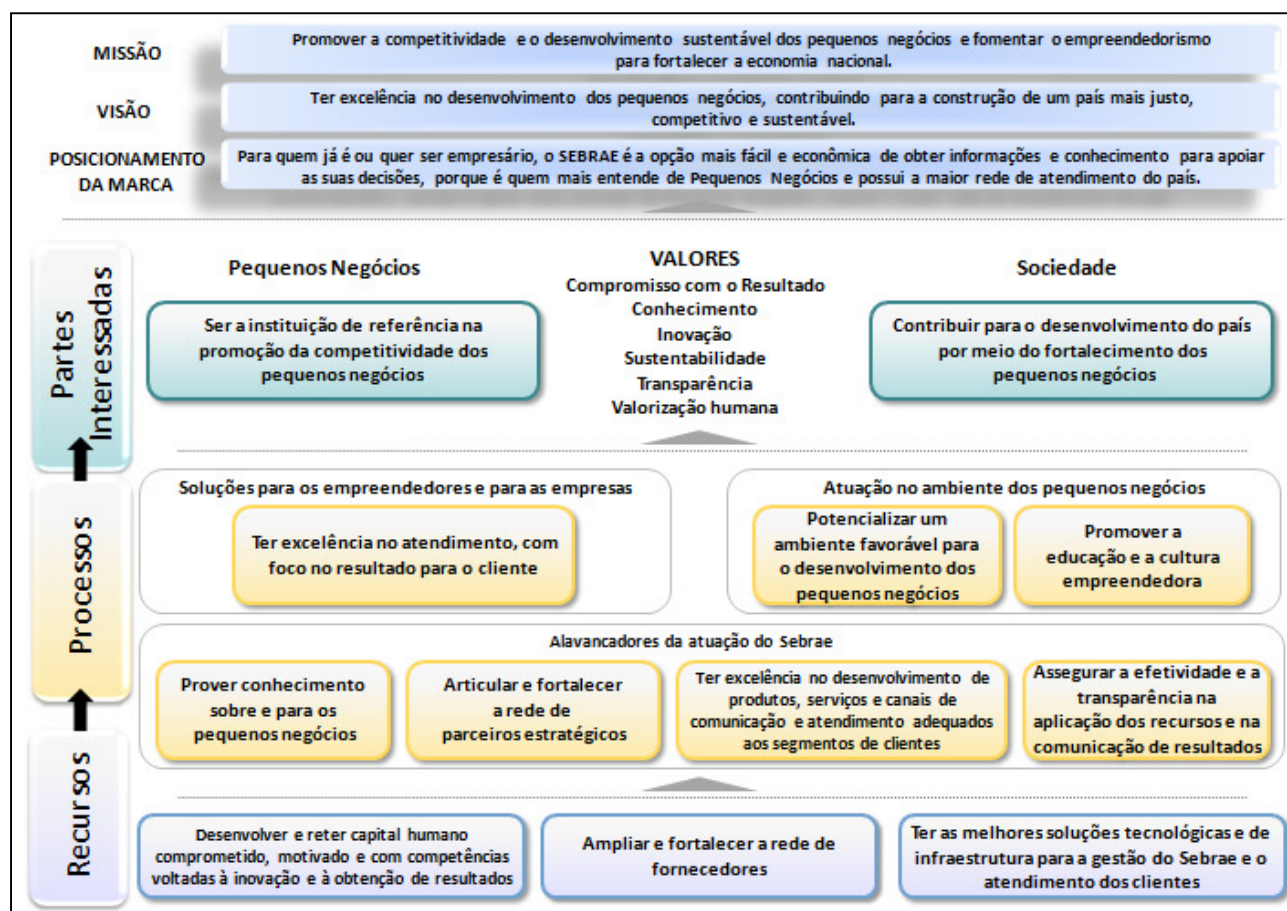 MISSÃO
Promover a competitividade e o desenvolvimento sustentável dos pequenos negócios e fomentar o empreendedorismo
para fortalecer a economia nacional.
VISÃO
Ter excelência no desenvolvimento dos pequenos negócios, contribuindo para a construção de um país mais justo,
competitivo e sustentável.
POSICIONAMENTO
DA MARCA
Para quem já é ou quer ser empresário, o SEBRAE é a opção mais fácil e econômica de obter informações e conhecimento para apoiar
as suas decisões, porque é quem mais entende de Pequenos Negócios e possui a maior rede de atendimento do país.
Partes
Interessadas
Pequenos Negócios
Ser a instituição de referência na
promoção da competitividade dos
pequenos negócios
VALORES
Compromisso com o Resultado
Conhecimento
Inovação
Sustentabilidade
Transparência
Valorização humana
Sociedade
Contribuir para o desenvolvimento do país
por meio do fortalecimento dos
pequenos negócios
Processos
Soluções para os empreendedores e para as empresas
Ter excelência no atendimento, com
foco no resultado para o cliente
Atuação no ambiente dos pequenos negócios
Potencializar um
ambiente favorável para
o desenvolvimento dos
pequenos negócios
Promover a
educação e a cultura
empreendedora
Alavancadores da atuação do Sebrae
Prover conhecimento
sobre e para os
pequenos negócios
Articular e fortalecer
a rede de
parceiros estratégicos
Ter excelência no desenvolvimento de
produtos, serviços e canais de
comunicação e atendimento adequados
aos segmentos de clientes
Assegurar a efetividade e a
transparência na
aplicação dos recursos e na
comunicação de resultados
Recursos
Desenvolver e reter capital humano
comprometido, motivado e com competências
voltadas à inovação e à obtenção de resultados
Ampliar e fortalecer a rede de
fornecedores
Ter as melhores soluções tecnológicas e de
infraestrutura para a gestão do Sebrae e o
atendimento dos clientes